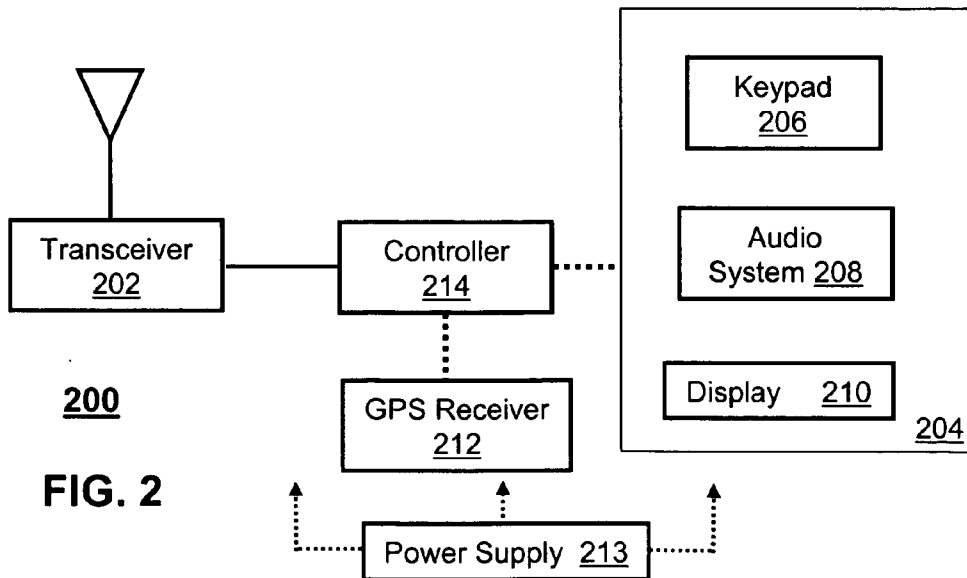 Keypad
206
Transceiver
202
Controller
214
Audio
System 208
GPS Receiver
212
Display 210
204
200
FIG. 2
Power Supply 213